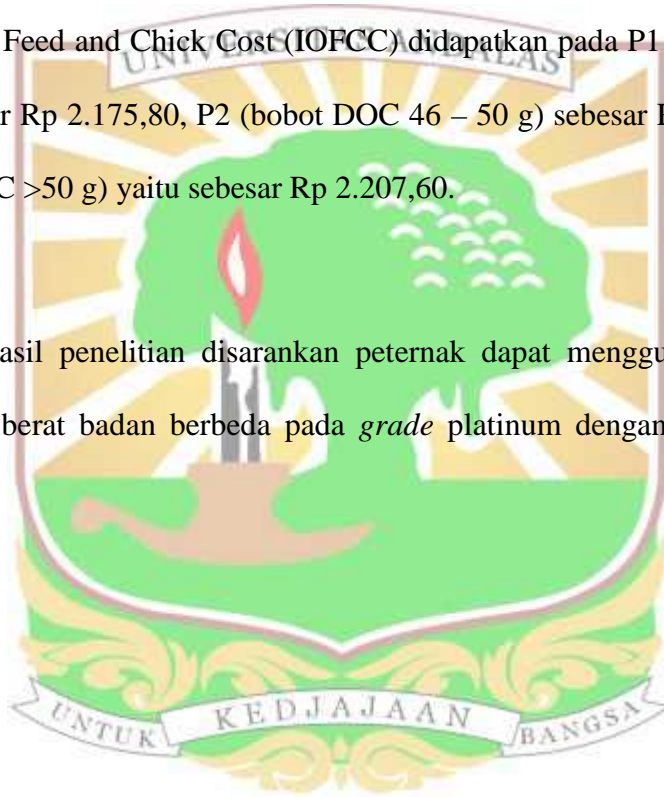 Feed and Chick Cost (IOFCC) didapatkan pada P1
UNIVERSITAS ANDALAS
r Rp 2.175,80, P2 (bobot DOC 46 – 50 g) sebesar
C >50 g) yaitu sebesar Rp 2.207,60.
asil penelitian disarankan peternak dapat menggu
berat badan berbeda pada grade platinum dengan
UNTUK KEDJAJAAN BANGSA